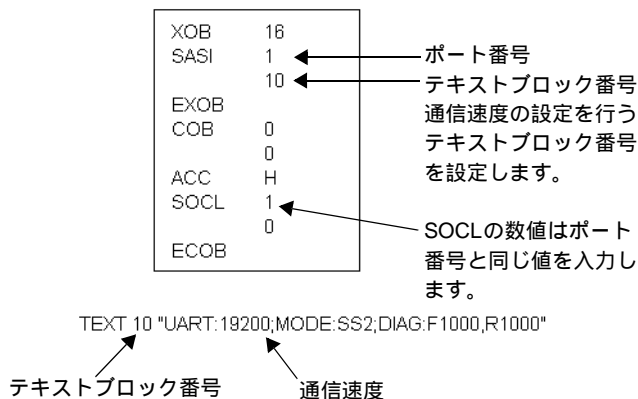 XOB 16
SASI 1
10
EXOB
COB 0
0
ACC H
SOCL 1
0
ECOB
ポート番号
テキストブロック番号
通信速度の設定を行う
テキストブロック番号
を設定します。
SOCLの数値はポート
番号と同じ値を入力し
ます。
TEXT 10 "UART:19200;MODE:SS2;DIAG:F1000,R1000"
テキストブロック番号
通信速度